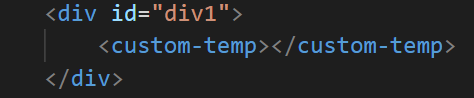 <div id="div1">
<custom-temp></custom-temp>
</div>